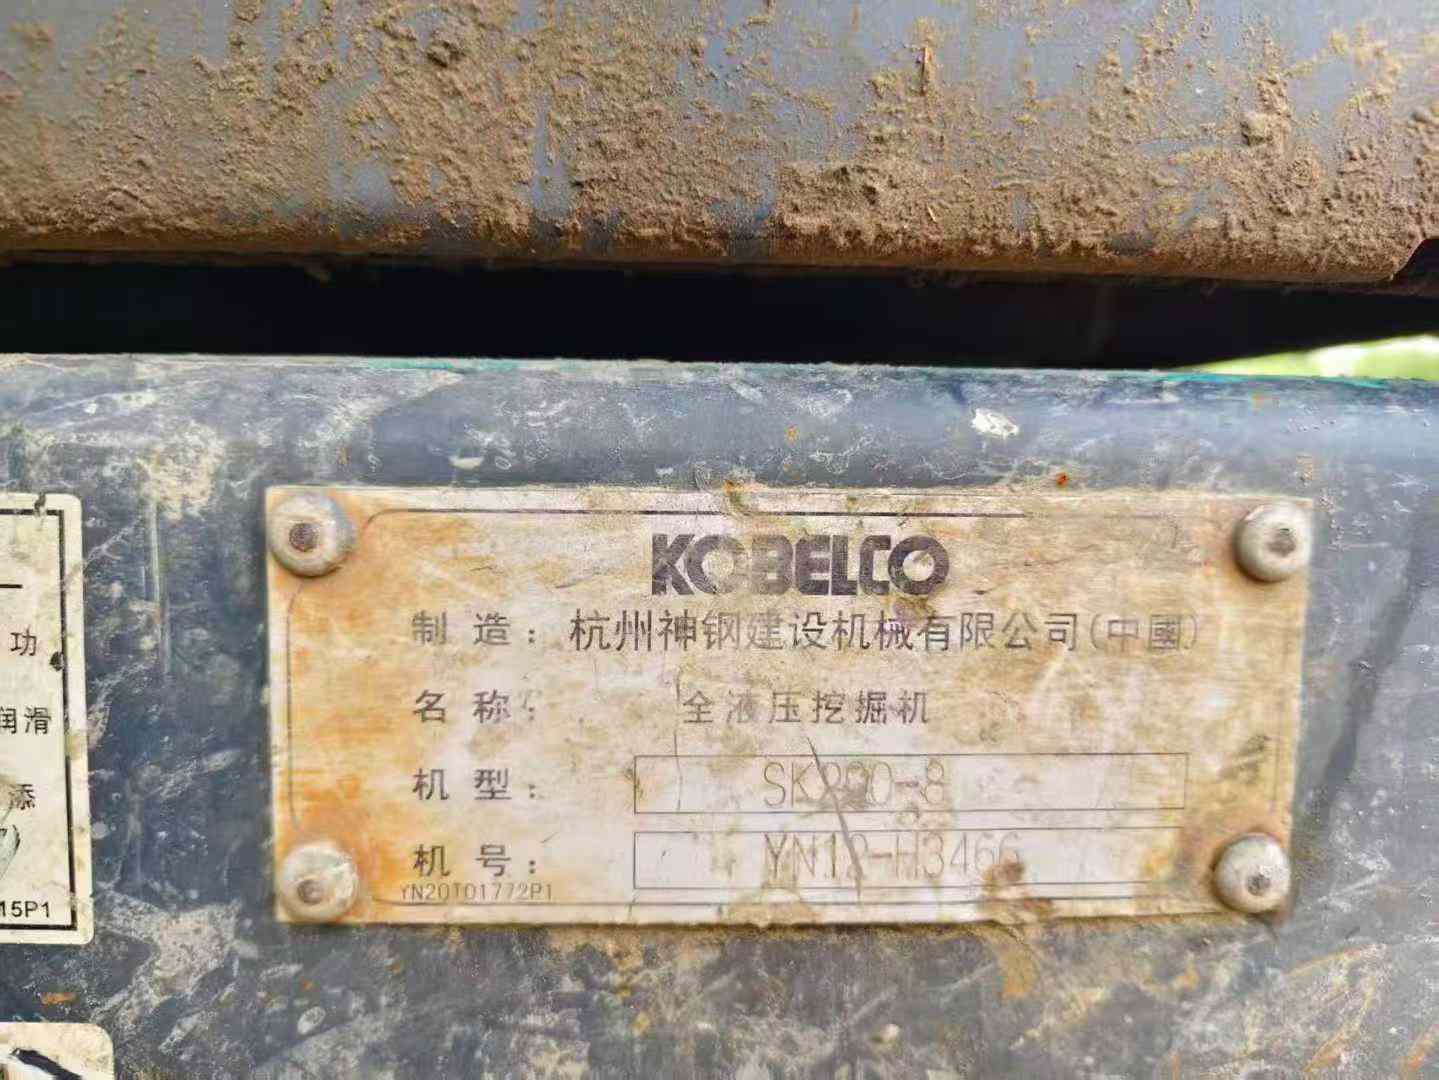 KOBELCO
制 造：杭州神钢建设机械有限公司(中國)
名 称：全液压挖掘机
机 型：SK200-8
机 号：YN12-H3466
YN20T01772P1
功
润滑
添
15P1